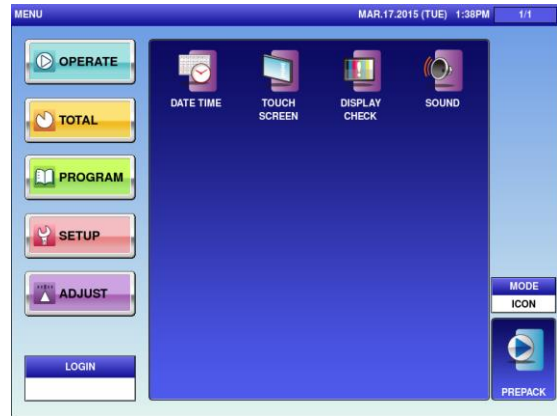 MENU
MAR.17.2015 (TUE) 1:38PM
1/1
OPERATE
TOTAL
PROGRAM
SETUP
ADJUST
LOGIN
DATE TIME
TOUCH
SCREEN
DISPLAY
CHECK
SOUND
MODE
ICON
PREPACK